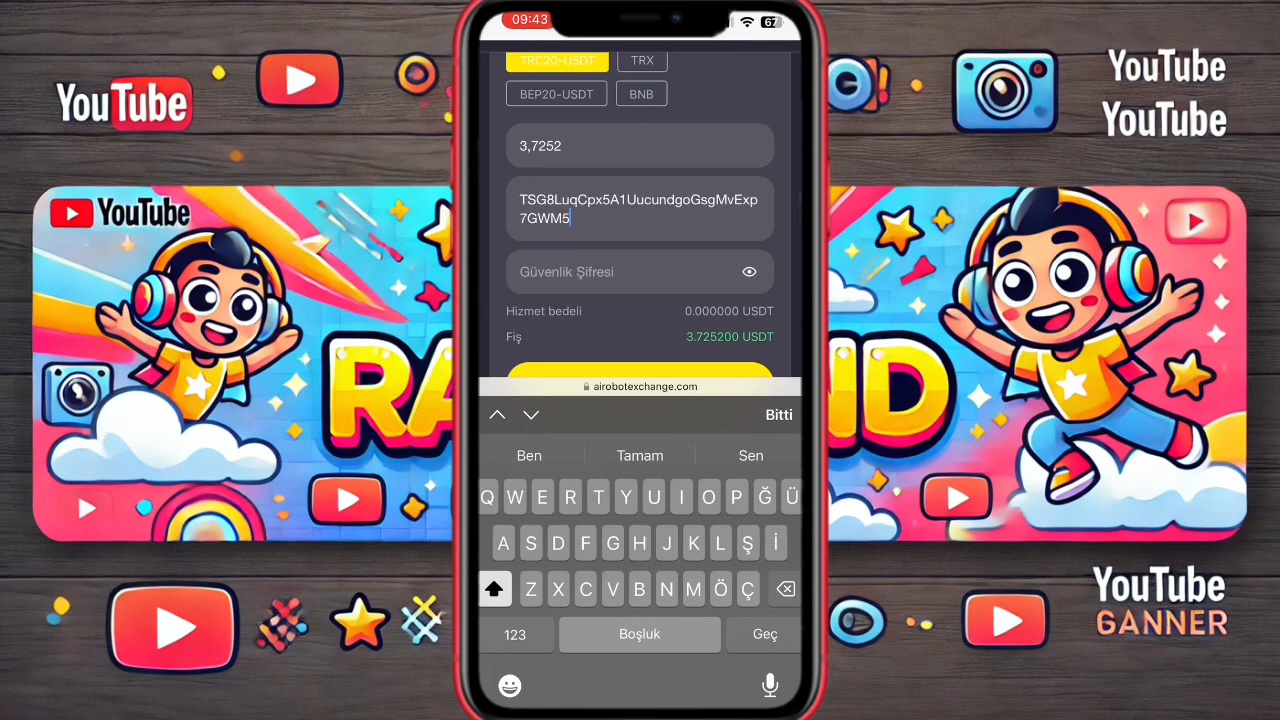 09:43
67
TRC20-USDT
TRX
BEP20-USDT
BNB
3,7252
TSG8LuqCpx5A1UucundgoGsgMvExp
7GWM5
Güvenlik Şifresi
Hizmet bedeli
0.000000 USDT
Fiş
3.725200 USDT
airobotexchange.com
Bitti
Ben
Tamam
Sen
Q W E R T Y U I O P Ğ Ü
A S D F G H J K L Ş İ
Z X C V B N M Ö Ç
123
Boşluk
Geç
YouTube
YouTube
YouTube
YouTube
RA
ND
YouTube
GANNER